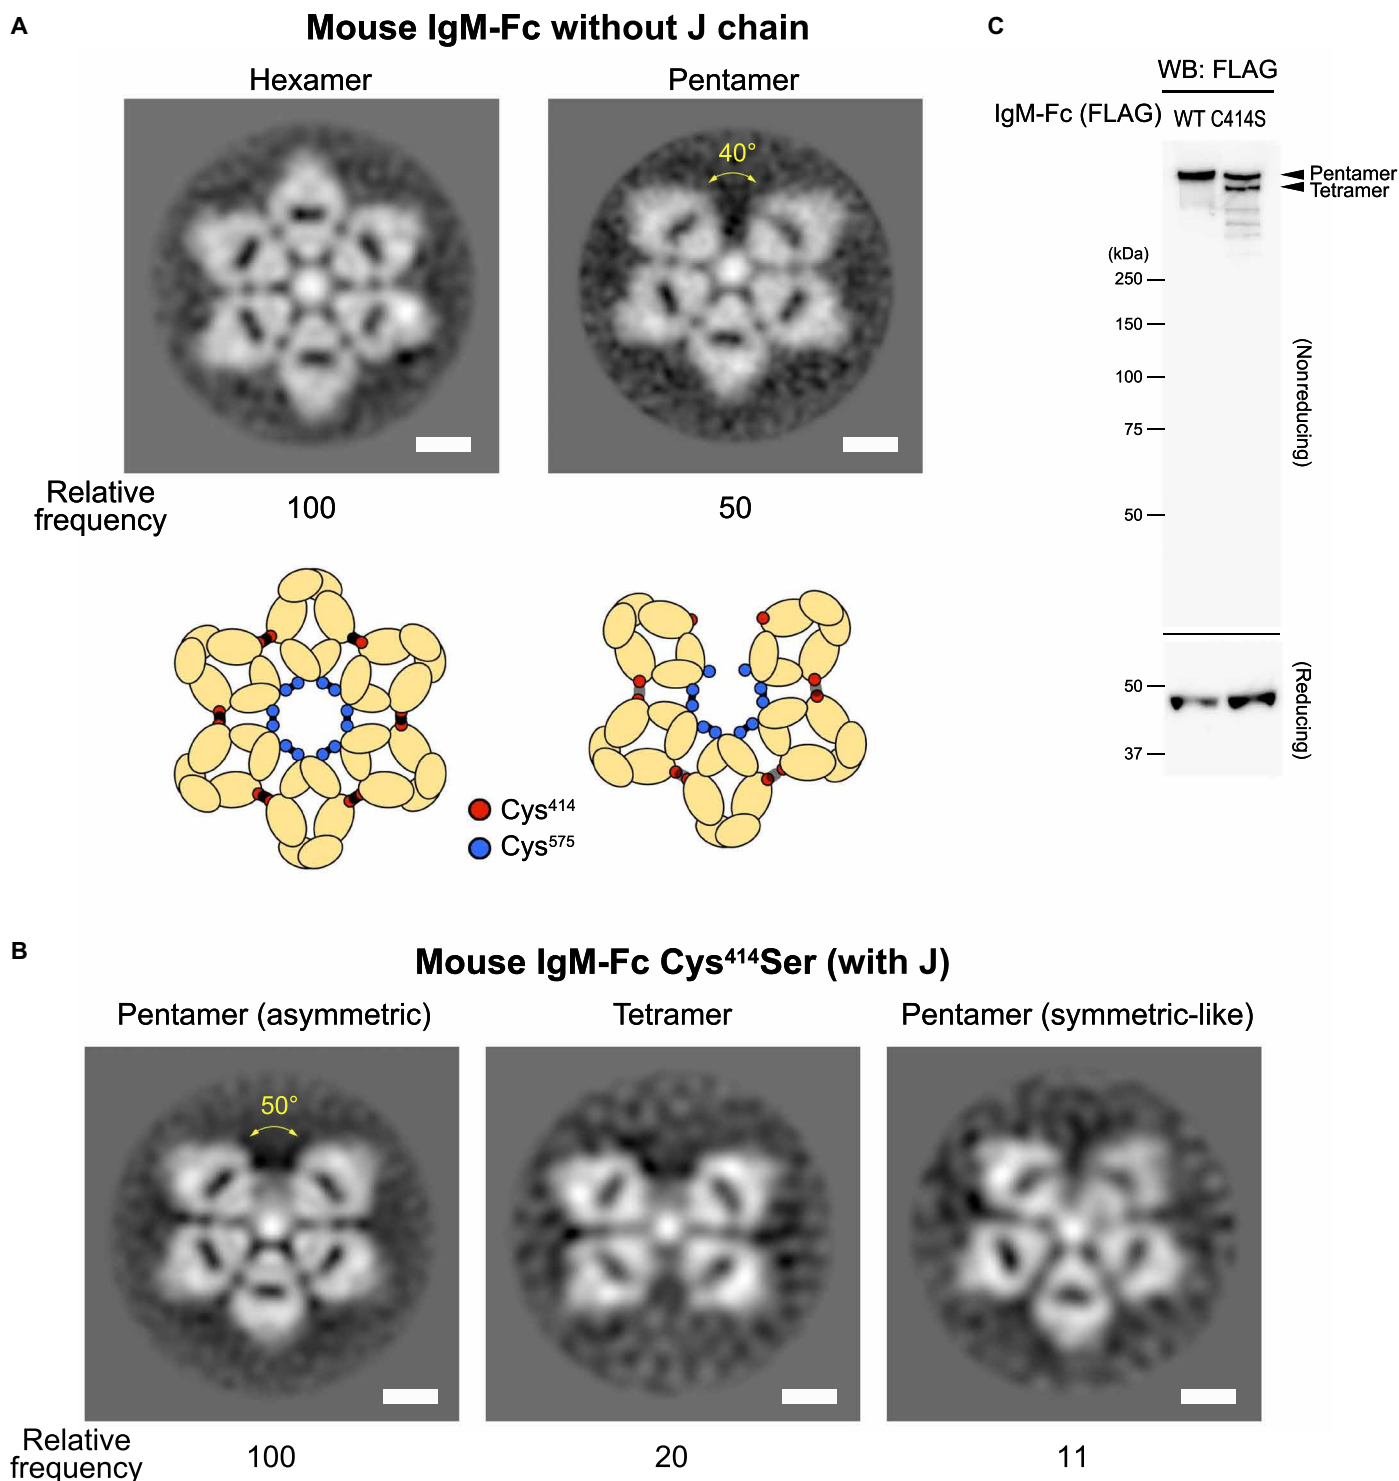 A
Mouse IgM-Fc without J chain
Hexamer
Pentamer
40°
Relative
frequency
100
50
Cys414
Cys575
B
Mouse IgM-Fc Cys414Ser (with J)
Pentamer (asymmetric)
Tetramer
Pentamer (symmetric-like)
50°
Relative
frequency
100
20
11
C
WB: FLAG
IgM-Fc (FLAG) WT C414S
Pentamer
Tetramer
(kDa)
250
150
100
75
50
(Nonreducing)
50
37
(Reducing)